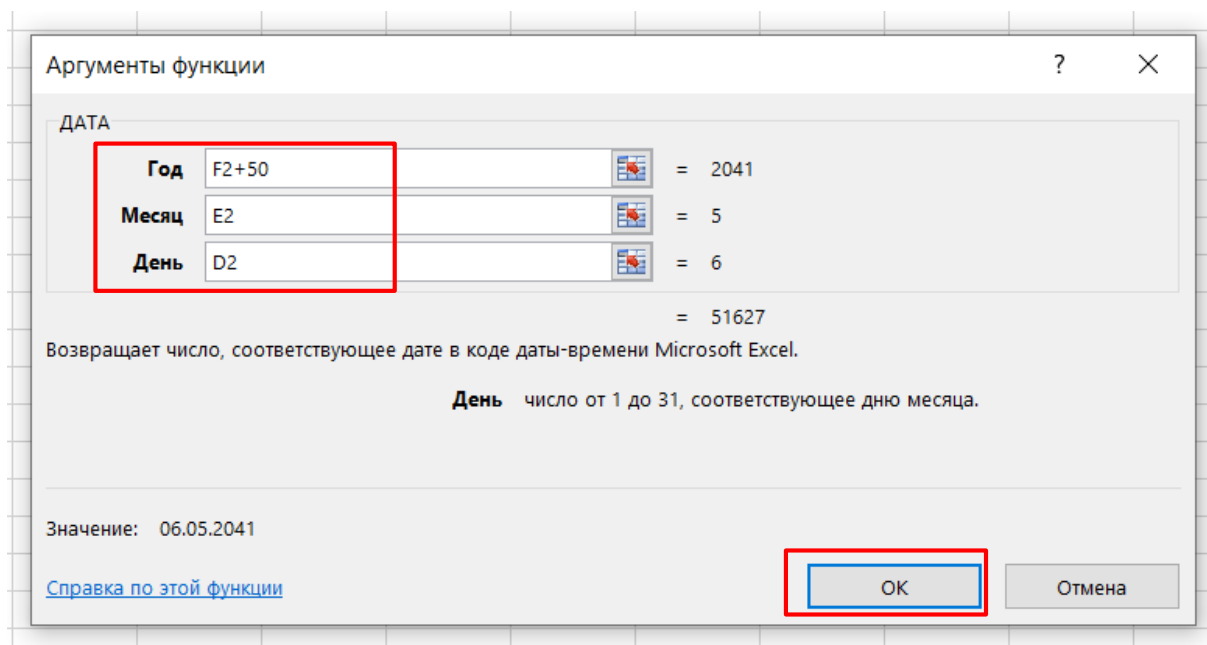 Аргументы функции ?
ДАТА
Год F2+50 = 2041
Месяц E2 = 5
День D2 = 6
= 51627
Возвращает число, соответствующее дате в коде даты-времени Microsoft Excel.
День число от 1 до 31, соответствующее дню месяца.
Значение: 06.05.2041
Справка по этой функции ОК Отмена